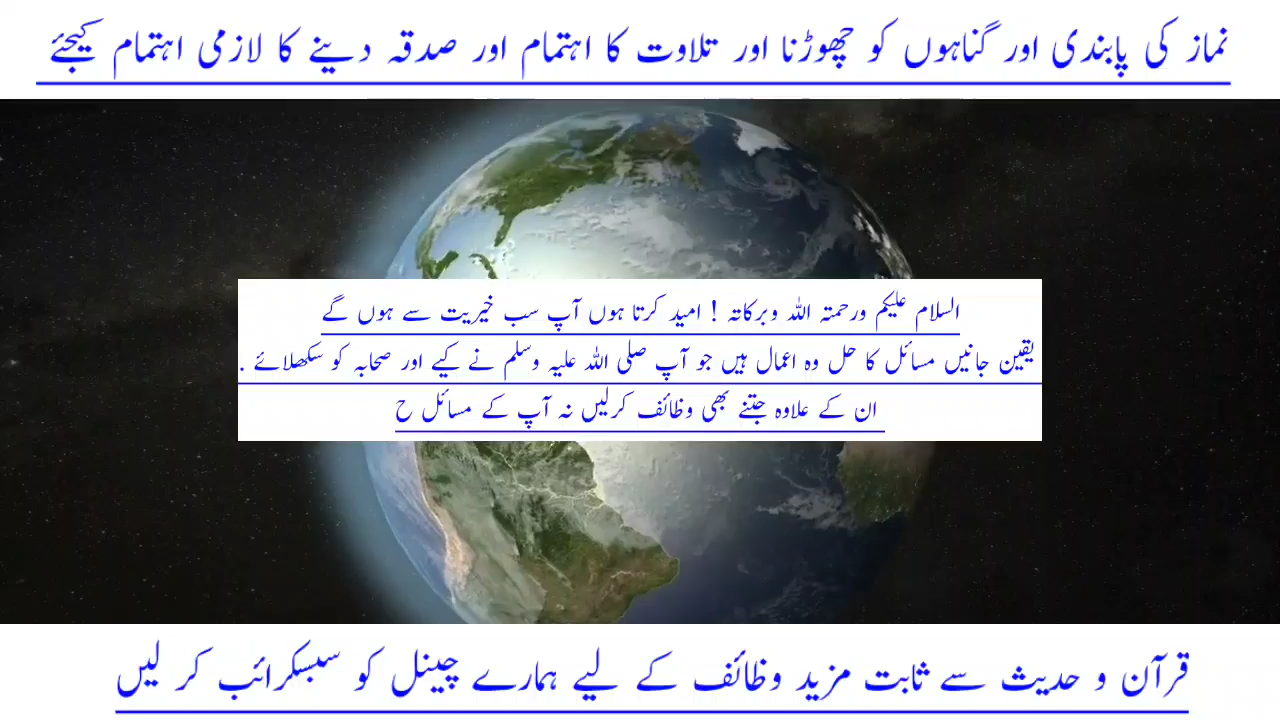 نماز کی پابندی اور گناہوں کو چھوڑنا اور تلاوت کا اہتمام اور صدقہ دینے کا لازمی اہتمام کیجئے
السلام علیکم ورحمتہ اللہ وبرکاتہ ! امید کرتا ہوں آپ سب خیریت سے ہوں گے
یقین جانیں مسائل کا حل وہ اعمال ہیں جو آپ صلی اللہ علیہ وسلم نے کیے اور صحابہ کو سکھلائے .
ان کے علاوہ جتنے بھی وظائف کرلیں نہ آپ کے مسائل ح
قرآن و حدیث سے ثابت مزید وظائف کے لیے ہمارے چینل کو سبسکرائب کر لیں